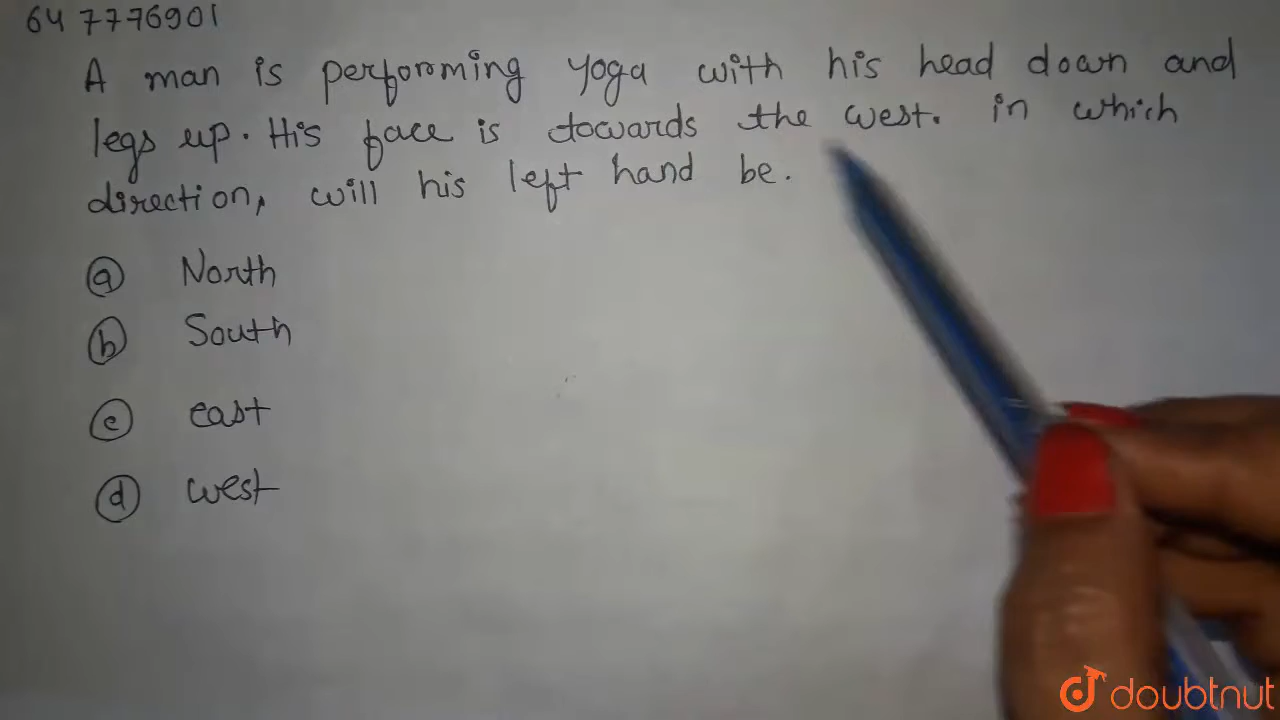 64 7776901
A man is performing yoga with his head down and
legs up. His face is towards the west. in which
direction, will his left hand be.
a North
b South
c east
d west
doubtnut